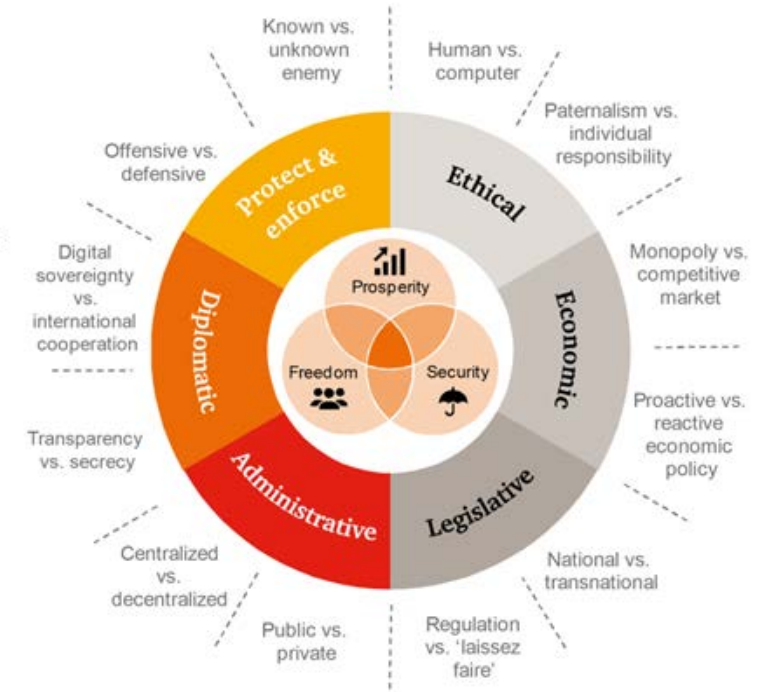 Known vs.
unknown
enemy
Human vs.
computer
Paternalism vs.
individual
responsibility
Offensive vs.
defensive
Protect &
enforce
Ethical
Digital
sovereignty
vs.
international
cooperation
Monopoly vs.
competitive
market
Prosperity
Diplomatic
Economic
Freedom
Security
Proactive vs.
reactive
economic
policy
Transparency
vs. secrecy
Administrative
Legislative
Centralized
vs.
decentralized
National vs.
transnational
Public vs.
private
Regulation
vs. ‘laissez
faire’